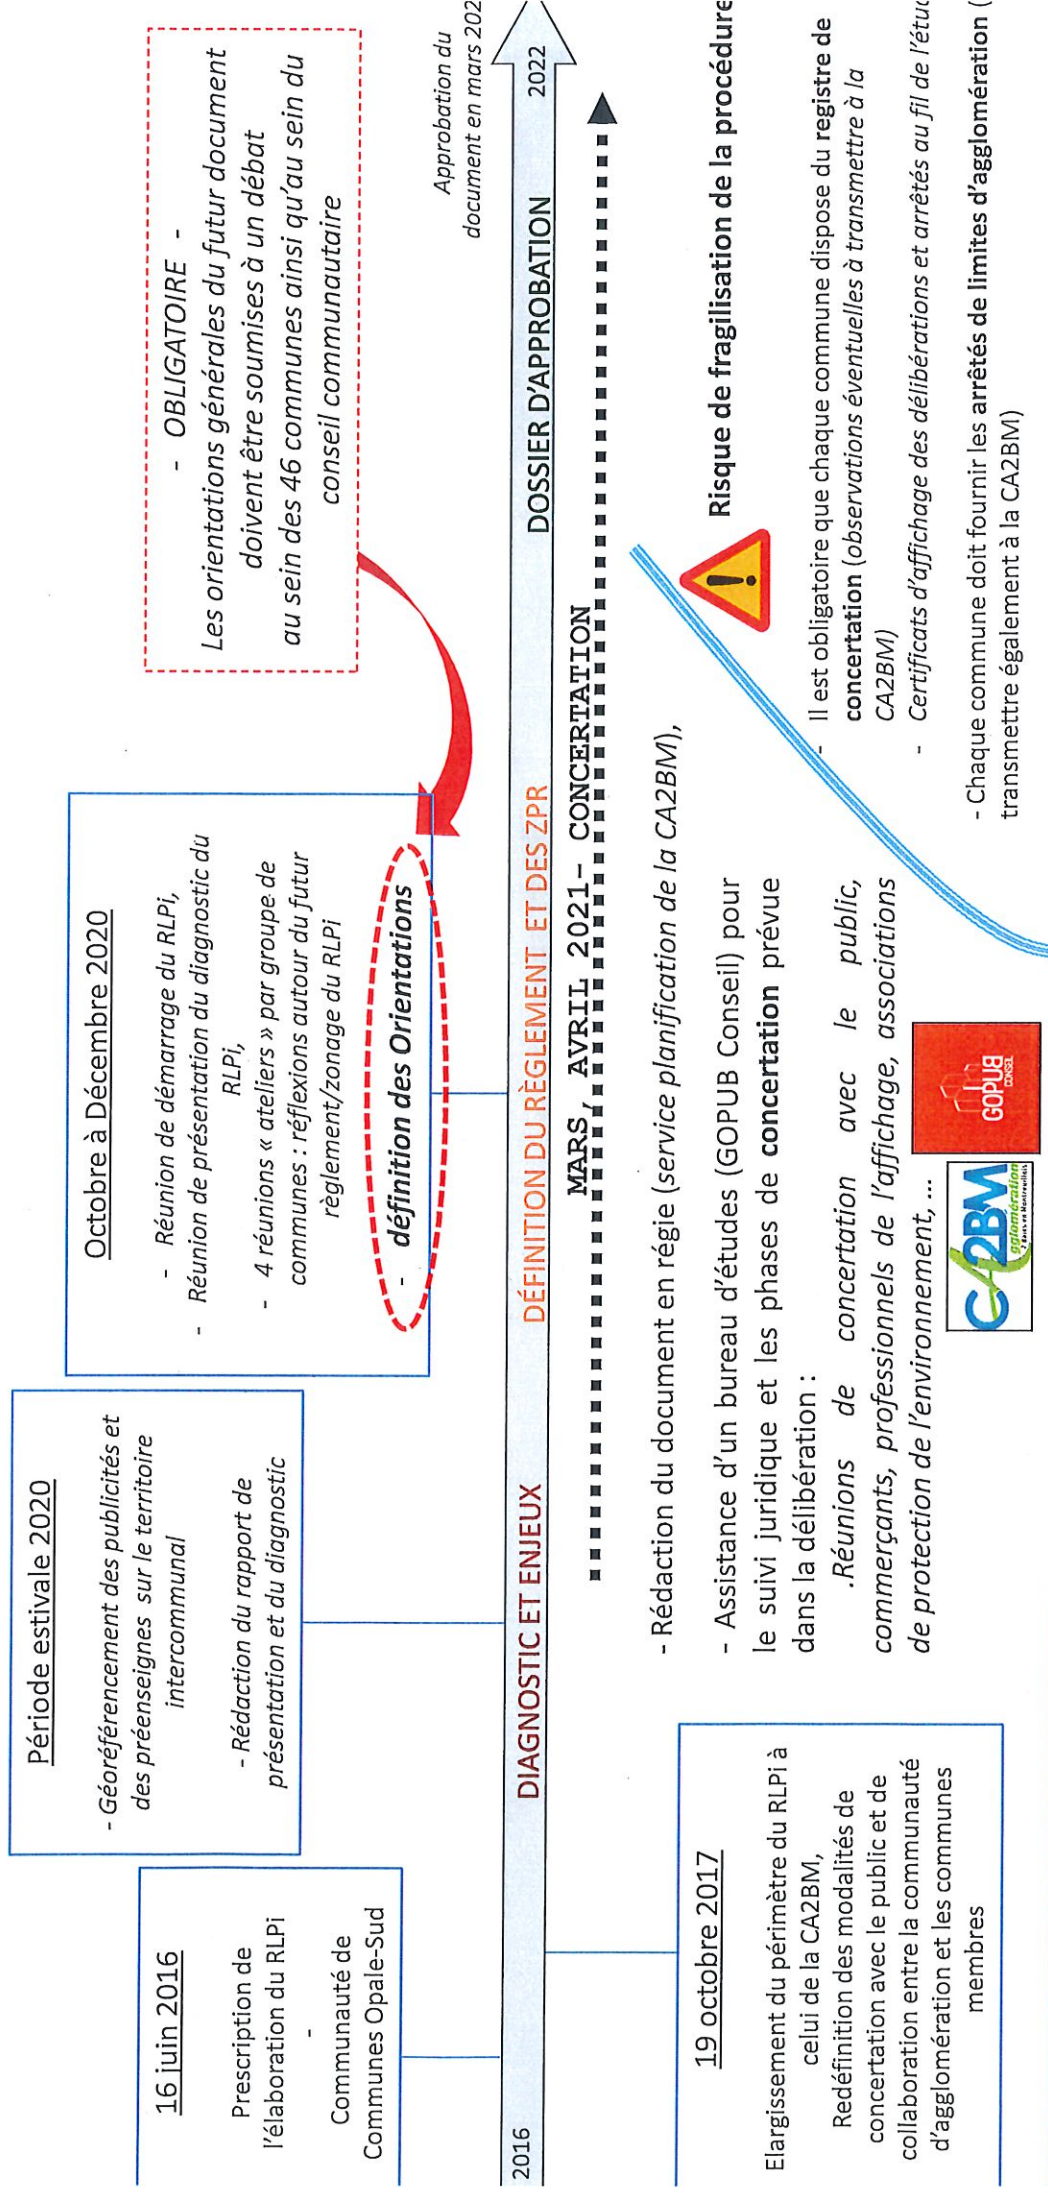 16 juin 2016
Prescription de
l'élaboration du RLPi
-
Communauté de
Communes Opale-Sud
Période estivale 2020
- Géoréférencement des publicités et
des préenseignes sur le territoire
intercommunal
- Rédaction du rapport de
présentation et du diagnostic
Octobre à Décembre 2020
- Réunion de démarrage du RLPi,
- Réunion de présentation du diagnostic du
RLPi,
- 4 réunions « ateliers » par groupe de
communes : réflexions autour du futur
règlement/zonage du RLPi
- définition des Orientations
- OBLIGATOIRE -
Les orientations générales du futur document
doivent être soumises à un débat
au sein des 46 communes ainsi qu'au sein du
conseil communautaire
Approbation du
document en mars 202
2016
DIAGNOSTIC ET ENJEUX
DÉFINITION DU RÈGLEMENT ET DES ZPR
DOSSIER D'APPROBATION
2022
MARS, AVRIL 2021- CONCERTATION
19 octobre 2017
Elargissement du périmètre du RLPi à
celui de la CA2BM,
Redéfinition des modalités de
concertation avec le public et de
collaboration entre la communauté
d'agglomération et les communes
membres
- Rédaction du document en régie (service planification de la CA2BM),
- Assistance d'un bureau d'études (GOPUB Conseil) pour
le suivi juridique et les phases de concertation prévue
dans la délibération :
.Réunions de concertation avec le public,
commerçants, professionnels de l'affichage, associations
de protection de l'environnement, ...
CA2BM
agglomération
GOPUB
CONSEIL
Risque de fragilisation de la procédure
- Il est obligatoire que chaque commune dispose du registre de
concertation (observations éventuelles à transmettre à la
CA2BM)
- Certificats d'affichage des délibérations et arrêtés au fil de l'étud
- Chaque commune doit fournir les arrêtés de limites d'agglomération (
transmettre également à la CA2BM)